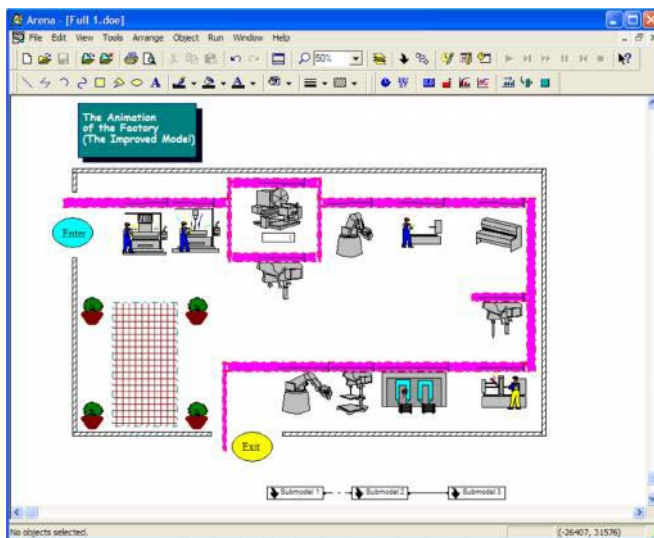 Arena - [Full 1.doe]
File Edit View Tools Arrange Object Run Window Help
50%
The Animation
of the Factory
(The Improved Model)
Enter
Exit
Submodel 1
Submodel 2
Submodel 3
No objects selected.
(-26407, 31576)